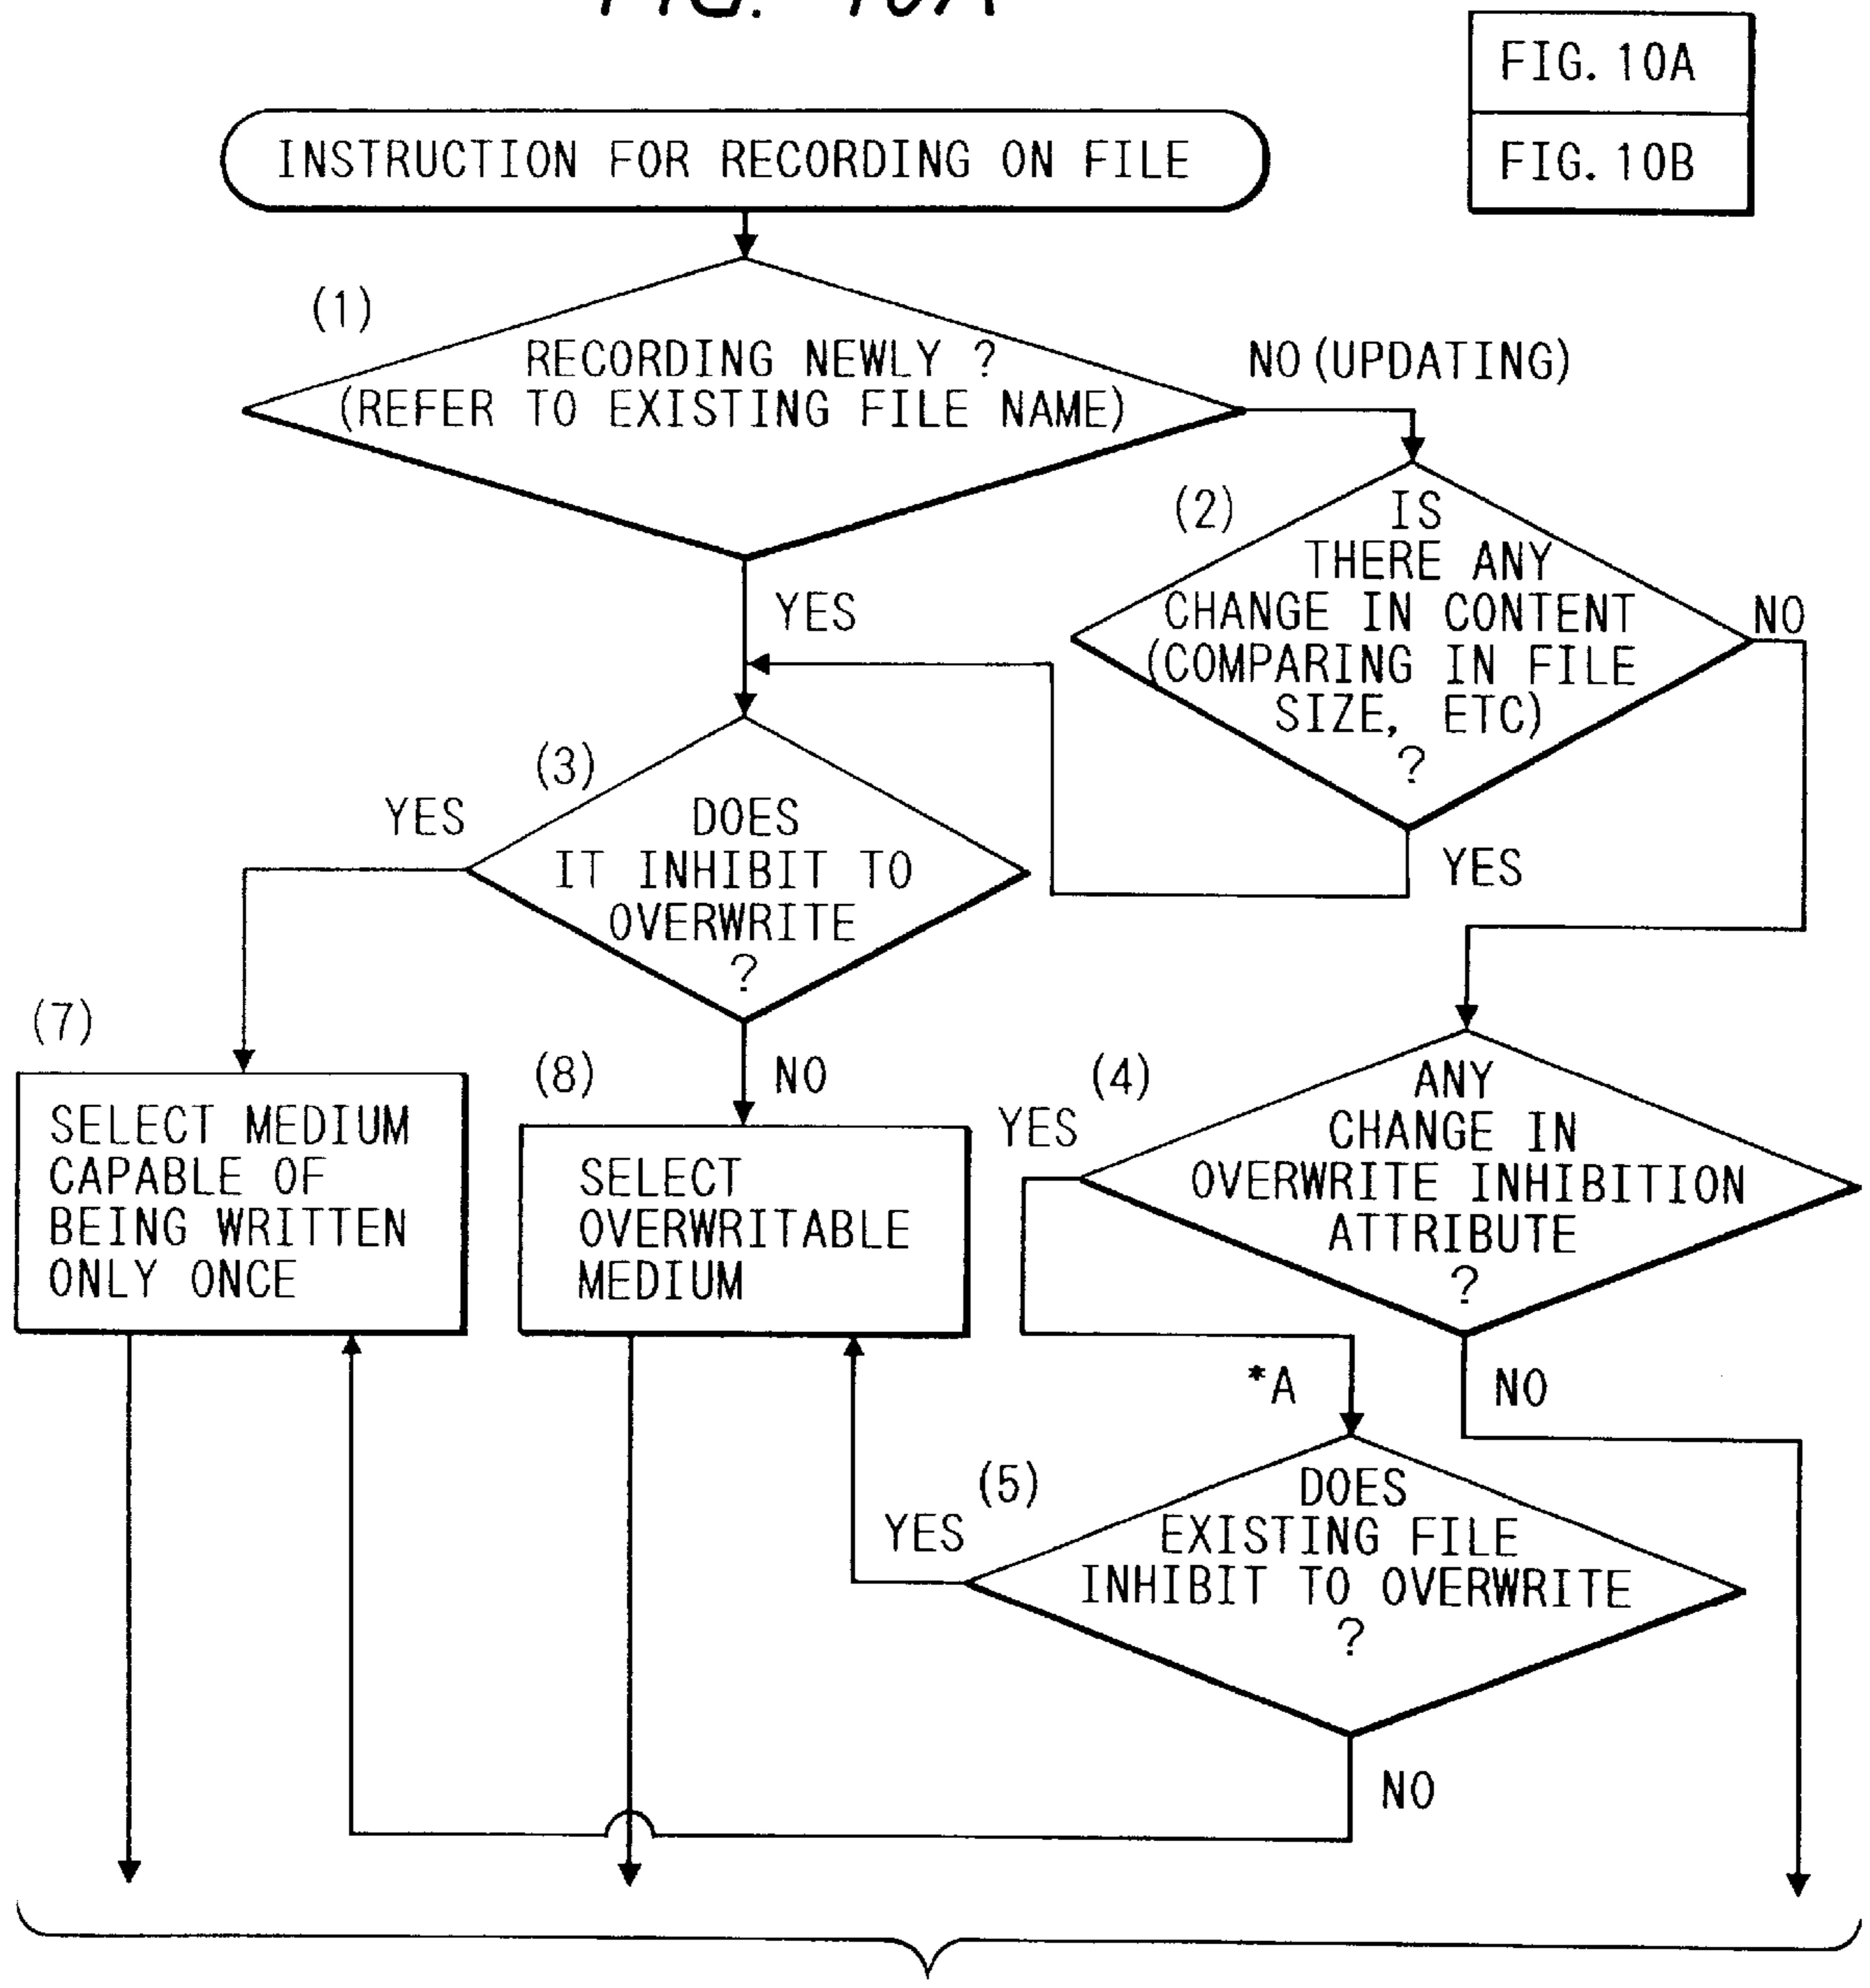 FIG. 10A
FIG. 10A
FIG. 10B
INSTRUCTION FOR RECORDING ON FILE
(1)
RECORDING NEWLY ?
(REFER TO EXISTING FILE NAME)
NO (UPDATING)
YES
(2)
IS
THERE ANY
CHANGE IN CONTENT
(COMPARING IN FILE
SIZE, ETC)
?
NO
YES
(3)
YES
DOES
IT INHIBIT TO
OVERWRITE
?
NO
(7)
SELECT MEDIUM
CAPABLE OF
BEING WRITTEN
ONLY ONCE
(8)
SELECT
OVERWRITABLE
MEDIUM
(4)
YES
ANY
CHANGE IN
OVERWRITE INHIBITION
ATTRIBUTE
?
*A
NO
(5)
YES
DOES
EXISTING FILE
INHIBIT TO OVERWRITE
?
NO